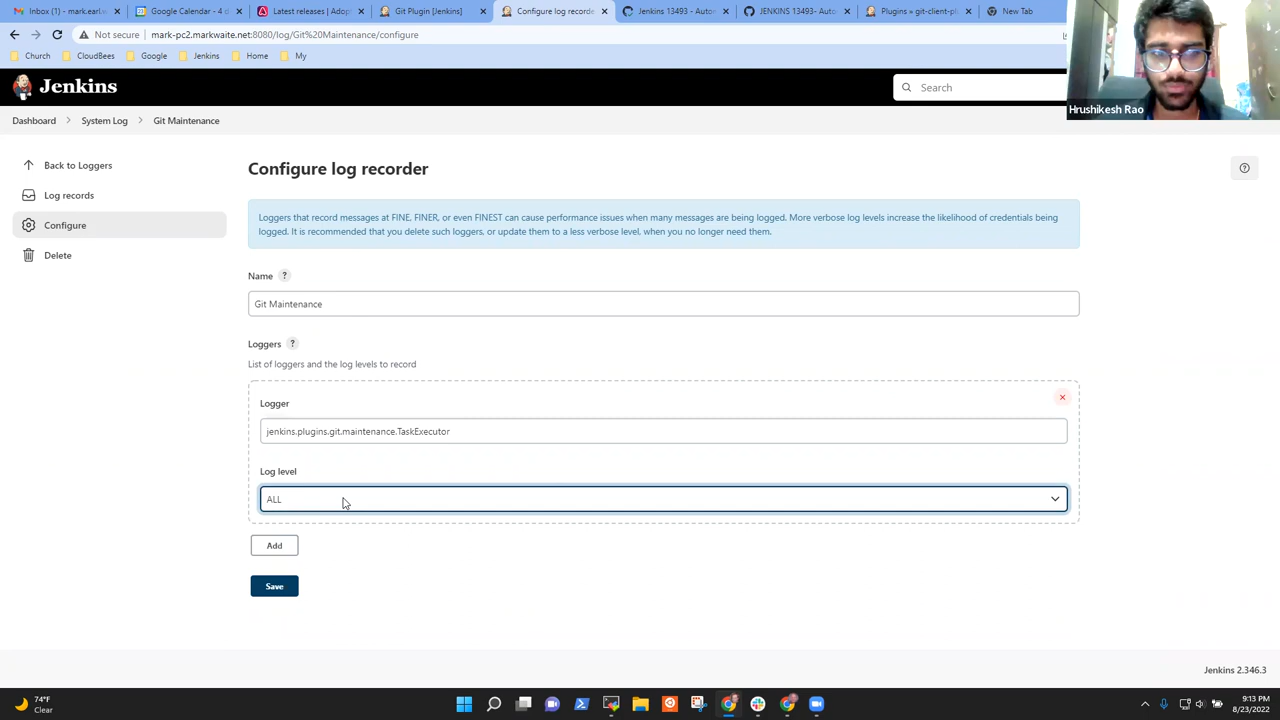 Inbox (1) - mark.earlw
Google Calendar - d
Latest releases | Adop
Git Plugin [Jenkins]
Configure log recorde
Jenkins 13493 - Auto
JENKINS 13493- Auto
Plugins » git-client-pl
New Tab
Not secure mark-pc2.markwaite.net:8080/log/Git%20Maintenance/configure
Church
CloudBees
Google
Jenkins
Home
My
Jenkins
Search
Hrushikesh Rao
Dashboard
System Log
Git Maintenance
Back to Loggers
Log records
Configure
Delete
Configure log recorder
Loggers that record messages at FINE, FINER, or even FINEST can cause performance issues when many messages are being logged. More verbose log levels increase the likelihood of credentials being
logged. It is recommended that you delete such loggers, or update them to a less verbose level, when you no longer need them.
Name ?
Git Maintenance
Loggers ?
List of loggers and the log levels to record
Logger
jenkins.plugins.git.maintenance.TaskExecutor
Log level
ALL
Add
Save
Jenkins 2.346.3
74°F
Clear
9:13 PM
8/23/2022